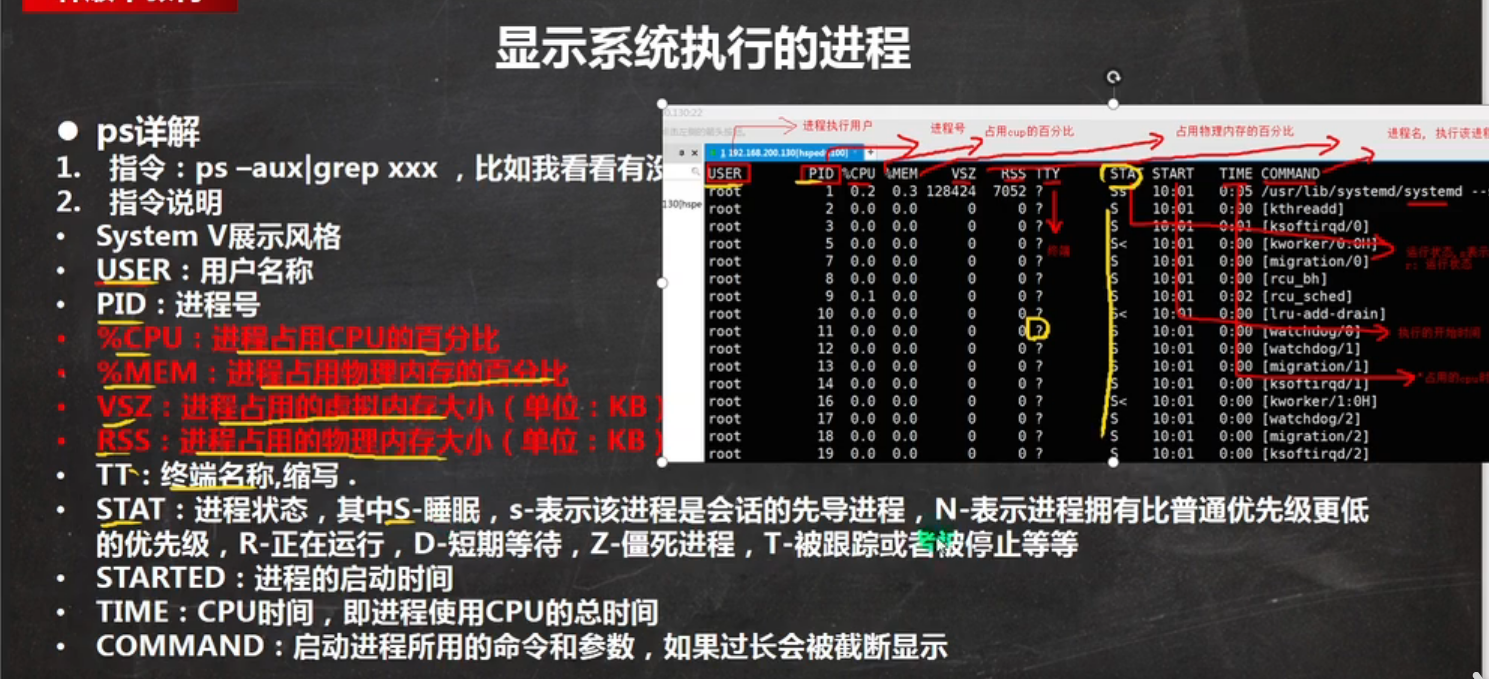 显示系统执行的进程
● ps详解
1. 指令：ps –aux|grep xxx ，比如我看看有没
2. 指令说明
• System V展示风格
• USER：用户名称
• PID：进程号
• %CPU：进程占用CPU的百分比
• %MEM：进程占用物理内存的百分比
• VSZ：进程占用的虚拟内存大小（单位：KB）
• RSS：进程占用的物理内存大小（单位：KB）
• TT：终端名称,缩写．
• STAT：进程状态，其中S-睡眠，s-表示该进程是会话的先导进程，N-表示进程拥有比普通优先级更低
的优先级，R-正在运行，D-短期等待，Z-僵死进程，T-被跟踪或者被停止等等
• STARTED：进程的启动时间
• TIME：CPU时间，即进程使用CPU的总时间
• COMMAND：启动进程所用的命令和参数，如果过长会被截断显示
0.130:22
进程执行用户 进程号 占用cup的百分比 占用物理内存的百分比 进程名, 执行该进程
1 192.168.200.130[hsped 100] +
130[hspe
USER PID %CPU %MEM VSZ RSS TTY STAT START TIME COMMAND
root 1 0.2 0.3 128424 7052 ? Ss 10:01 0:05 /usr/lib/systemd/systemd --
root 2 0.0 0.0 0 0 ? S 10:01 0:00 [kthreadd]
root 3 0.0 0.0 0 0 ? S 10:01 0:01 [ksoftirqd/0]
root 5 0.0 0.0 0 0 ? S< 10:01 0:00 [kworker/0:0H]
root 7 0.0 0.0 0 0 ? S 10:01 0:00 [migration/0]
root 8 0.0 0.0 0 0 ? S 10:01 0:00 [rcu_bh]
root 9 0.1 0.0 0 0 ? S 10:01 0:02 [rcu_sched]
root 10 0.0 0.0 0 0 ? S< 10:01 0:00 [lru-add-drain]
root 11 0.0 0.0 0 0 ? S 10:01 0:00 [watchdog/0]
root 12 0.0 0.0 0 0 ? S 10:01 0:00 [watchdog/1]
root 13 0.0 0.0 0 0 ? S 10:01 0:00 [migration/1]
root 14 0.0 0.0 0 0 ? S 10:01 0:00 [ksoftirqd/1]
root 16 0.0 0.0 0 0 ? S< 10:01 0:00 [kworker/1:0H]
root 17 0.0 0.0 0 0 ? S 10:01 0:00 [watchdog/2]
root 18 0.0 0.0 0 0 ? S 10:01 0:00 [migration/2]
root 19 0.0 0.0 0 0 ? S 10:01 0:00 [ksoftirqd/2]
终端
运行状态,s表示
r: 运行状态
执行的开始时间
占用的cpu时